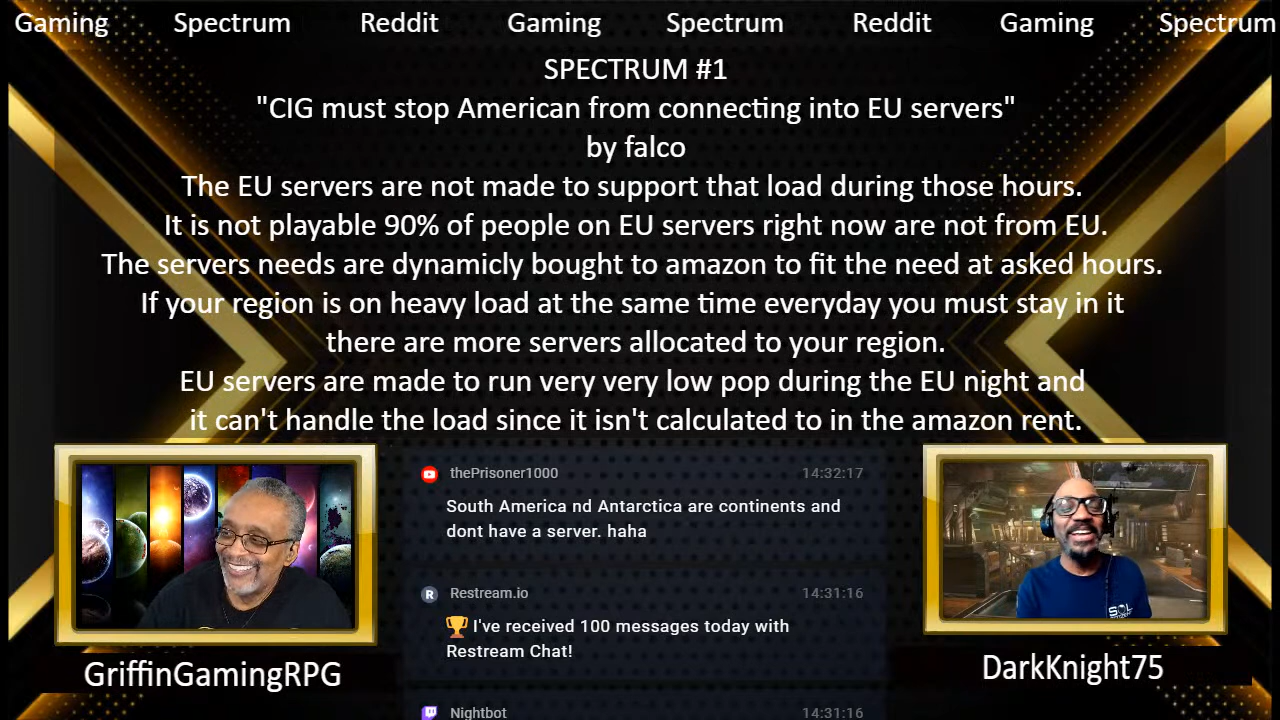 Gaming Spectrum Reddit Gaming Spectrum Reddit Gaming Spectrum
SPECTRUM #1
"CIG must stop American from connecting into EU servers"
by falco
The EU servers are not made to support that load during those hours.
It is not playable 90% of people on EU servers right now are not from EU.
The servers needs are dynamicly bought to amazon to fit the need at asked hours.
If your region is on heavy load at the same time everyday you must stay in it
there are more servers allocated to your region.
EU servers are made to run very very low pop during the EU night and
it can't handle the load since it isn't calculated to in the amazon rent.
thePrisoner1000 14:32:17
South America nd Antarctica are continents and
dont have a server. haha
R Restream.io 14:31:16
🏆 I've received 100 messages today with
Restream Chat!
Nightbot 14:31:16
SOL
GriffinGamingRPG
DarkKnight75